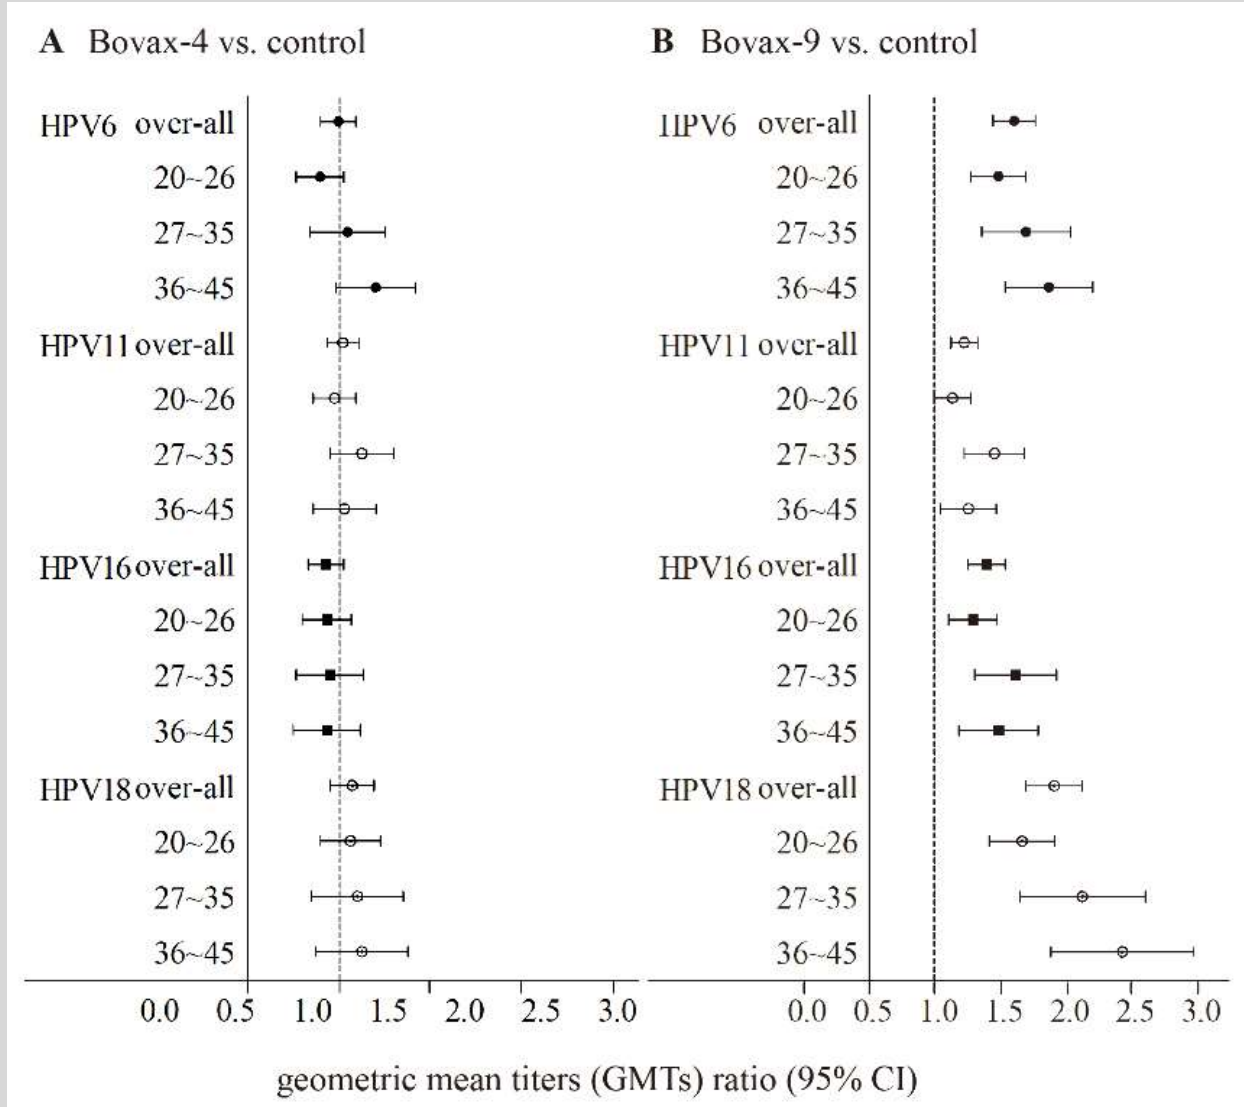 A Bovax-4 vs. control
HPV6 over-all
20~26
27~35
36~45
HPV11 over-all
20~26
27~35
36~45
HPV16 over-all
20~26
27~35
36~45
HPV18 over-all
20~26
27~35
36~45
0.0 0.5 1.0 1.5 2.0 2.5 3.0
B Bovax-9 vs. control
HPV6 over-all
20~26
27~35
36~45
HPV11 over-all
20~26
27~35
36~45
HPV16 over-all
20~26
27~35
36~45
HPV18 over-all
20~26
27~35
36~45
0.0 0.5 1.0 1.5 2.0 2.5 3.0
geometric mean titers (GMTs) ratio (95% CI)